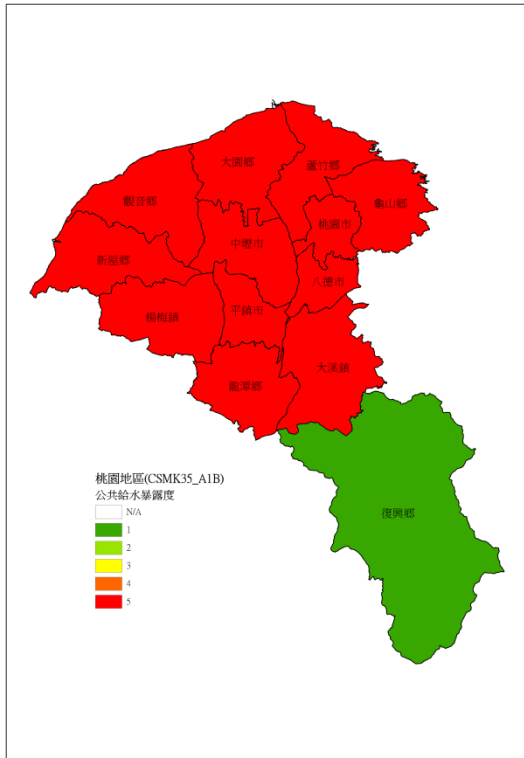 大園鄉
蘆竹鄉
觀音鄉
龜山鄉
桃園市
中壢市
新屋鄉
八德市
楊梅鎮
平鎮市
大溪鎮
龍潭鄉
桃園地區(CSMK35_A1B)
公共給水暴露度
N/A
1
2
3
4
5
復興鄉